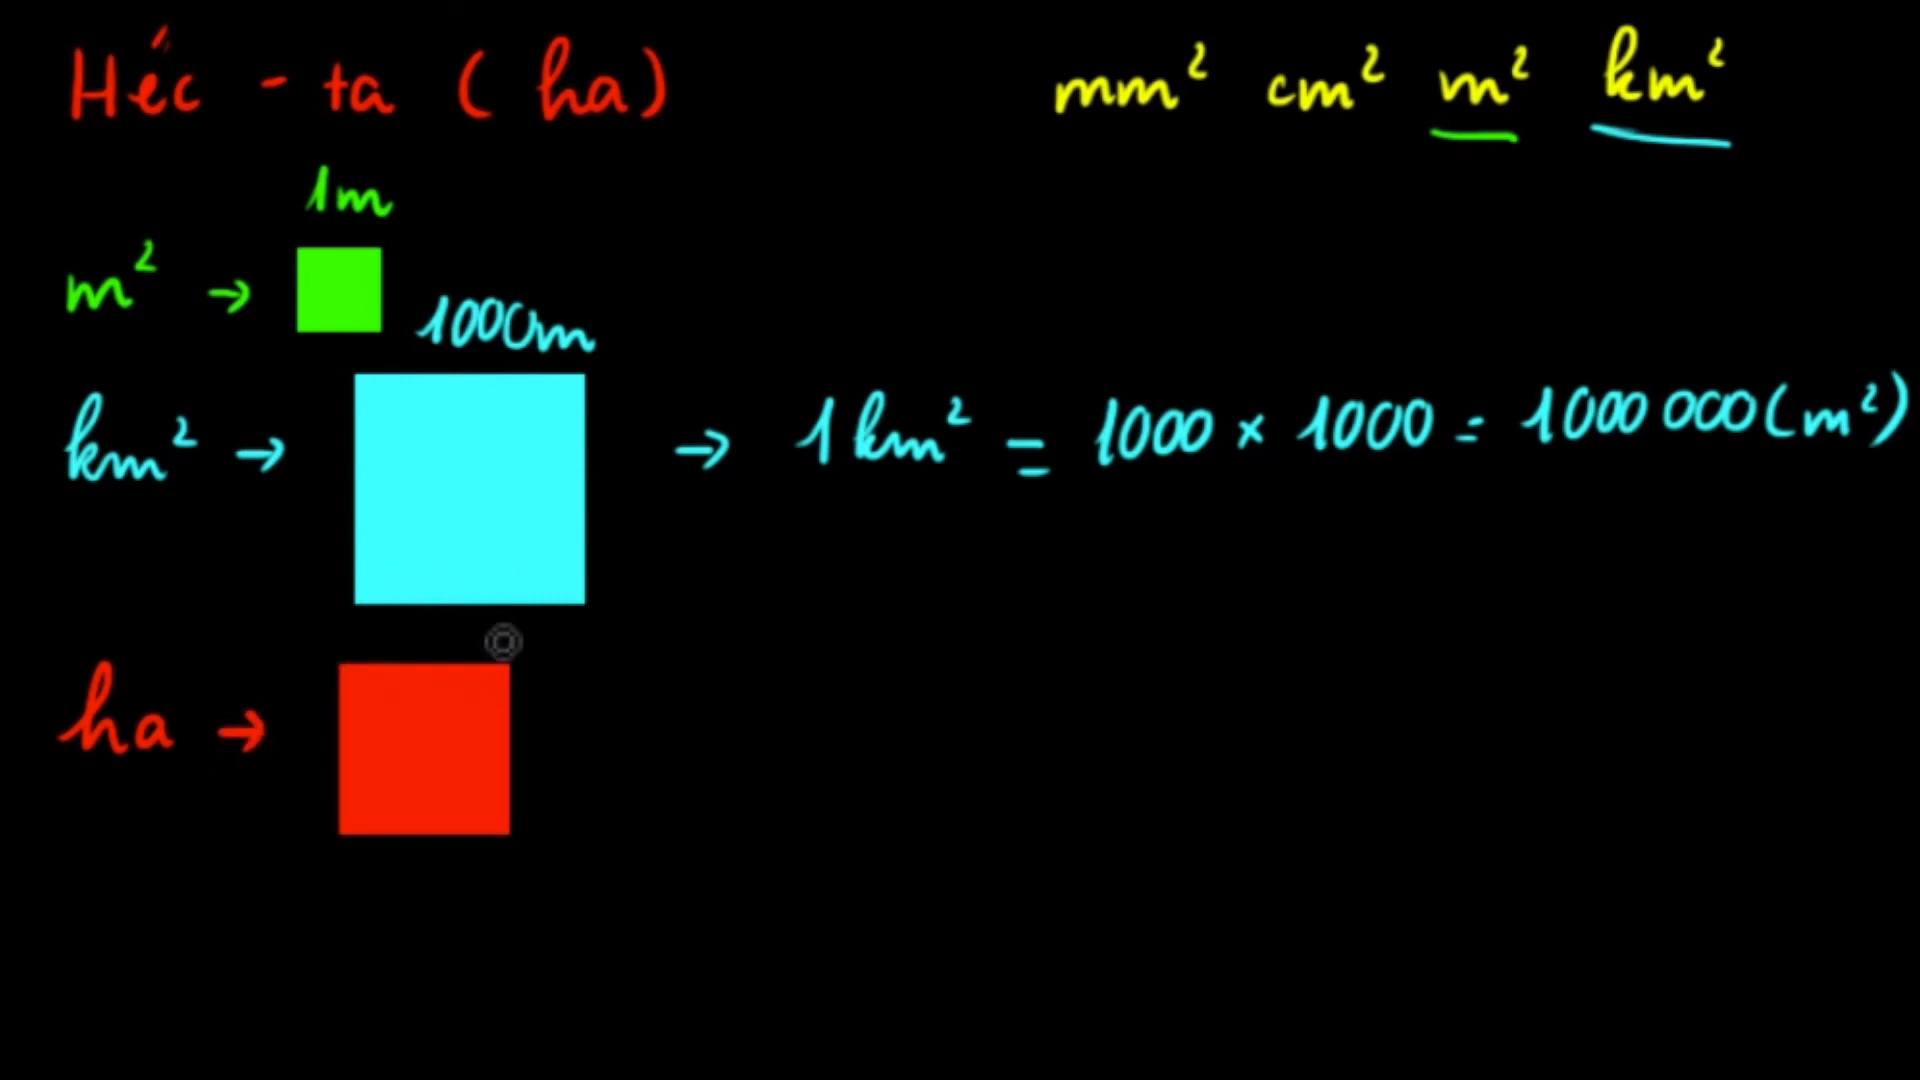 Héc - ta ( ha )
mm² cm² m² km²
1m
m² →
1000m
km² → → 1km² = 1000 × 1000 = 1000 000 (m²)
ha →